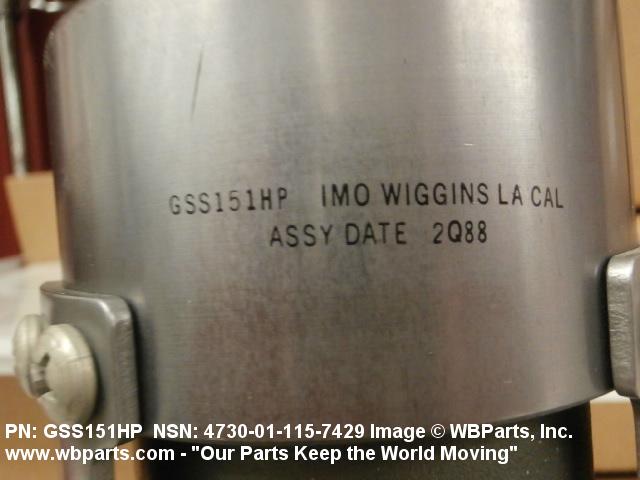 GSS151HP IMO WIGGINS LA CAL
ASSY DATE 2Q88
PN: GSS151HP NSN: 4730-01-115-7429 Image © WBParts, Inc.
www.wbparts.com - "Our Parts Keep the World Moving"